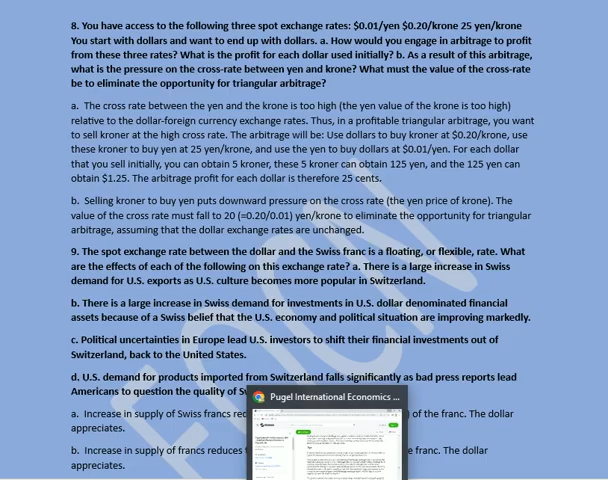 8. You have access to the following three spot exchange rates: $0.01/yen $0.20/krone 25 yen/krone
You start with dollars and want to end up with dollars. a. How would you engage in arbitrage to profit
from these three rates? What is the profit for each dollar used initially? b. As a result of this arbitrage,
what is the pressure on the cross-rate between yen and krone? What must the value of the cross-rate
be to eliminate the opportunity for triangular arbitrage?
a. The cross rate between the yen and the krone is too high (the yen value of the krone is too high)
relative to the dollar-foreign currency exchange rates. Thus, in a profitable triangular arbitrage, you want
to sell kroner at the high cross rate. The arbitrage will be: Use dollars to buy kroner at $0.20/krone, use
these kroner to buy yen at 25 yen/krone, and use the yen to buy dollars at $0.01/yen. For each dollar
that you sell initially, you can obtain 5 kroner, these 5 kroner can obtain 125 yen, and the 125 yen can
obtain $1.25. The arbitrage profit for each dollar is therefore 25 cents.
b. Selling kroner to buy yen puts downward pressure on the cross rate (the yen price of krone). The
value of the cross rate must fall to 20 (=0.20/0.01) yen/krone to eliminate the opportunity for triangular
arbitrage, assuming that the dollar exchange rates are unchanged.
9. The spot exchange rate between the dollar and the Swiss franc is a floating, or flexible, rate. What
are the effects of each of the following on this exchange rate? a. There is a large increase in Swiss
demand for U.S. exports as U.S. culture becomes more popular in Switzerland.
b. There is a large increase in Swiss demand for investments in U.S. dollar denominated financial
assets because of a Swiss belief that the U.S. economy and political situation are improving markedly.
c. Political uncertainties in Europe lead U.S. investors to shift their financial investments out of
Switzerland, back to the United States.
d. U.S. demand for products imported from Switzerland falls significantly as bad press reports lead
Americans to question the quality of
Pugel International Economics ...
a. Increase in supply of Swiss francs ) of the franc. The dollar
appreciates.
b. Increase in supply of francs reduces franc. The dollar
appreciates.